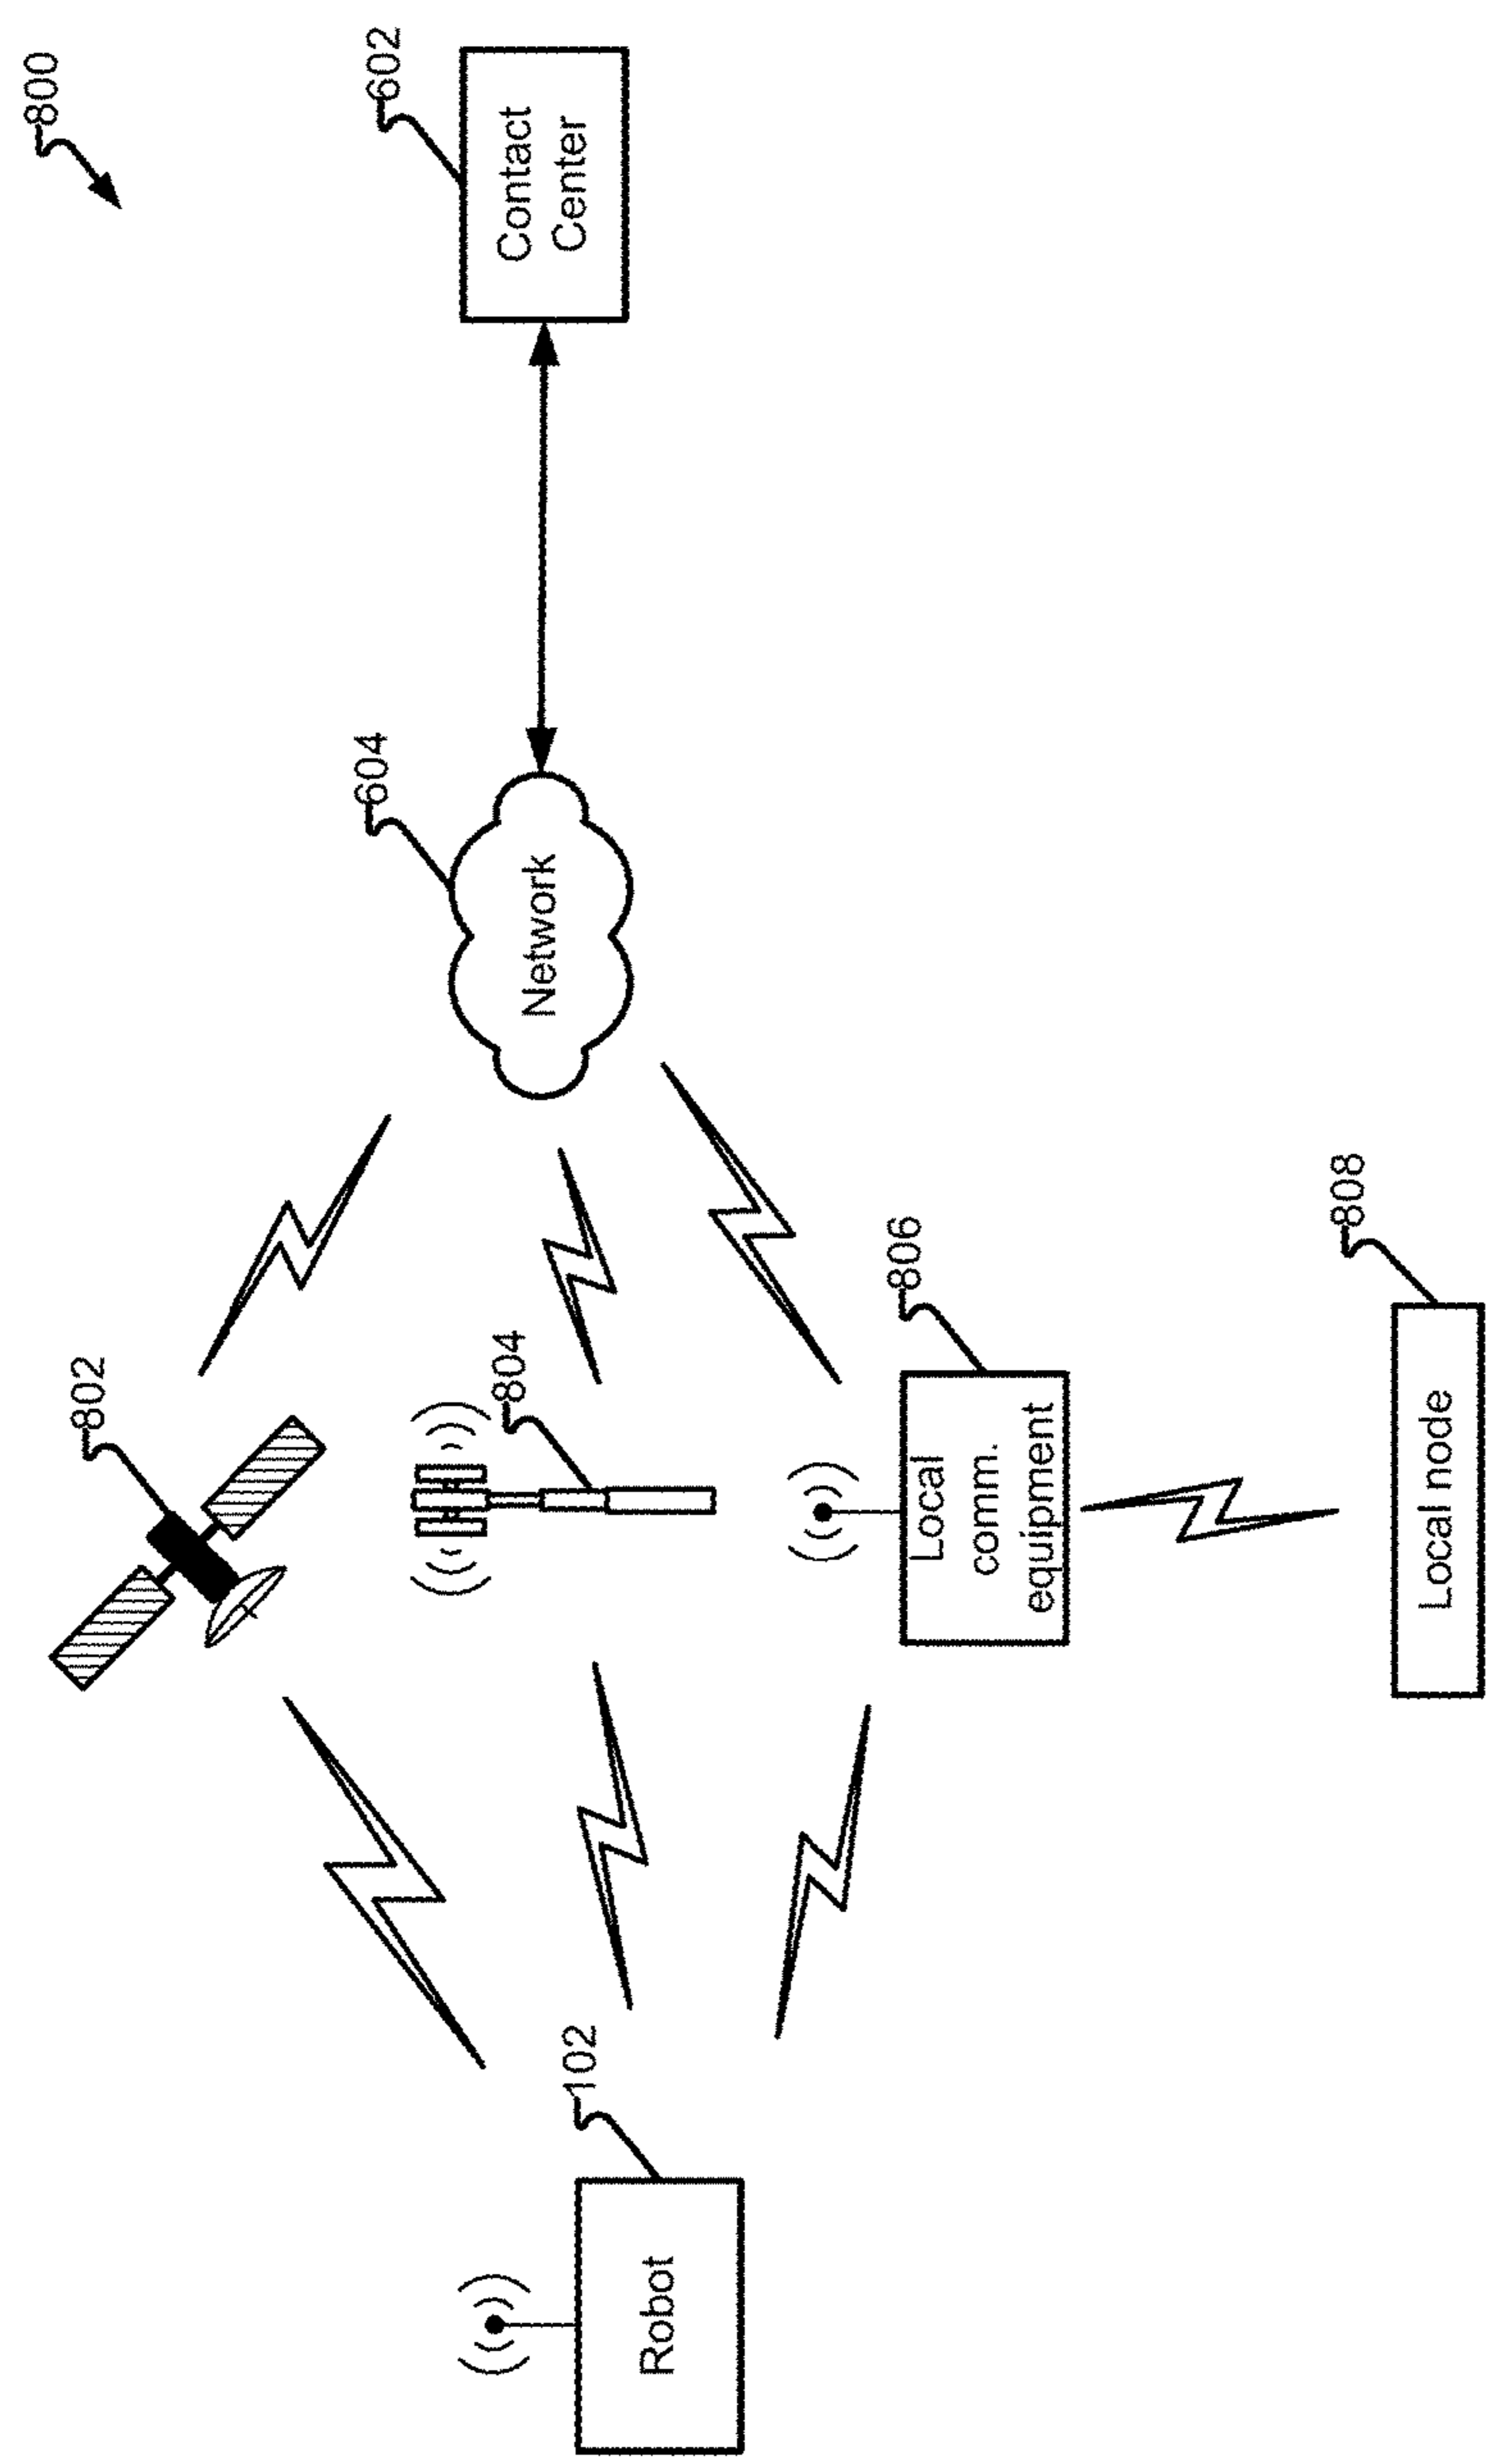 800
602
Contact
Center
604
Network
802
804
806
Local
comm.
equipment
808
Local node
102
Robot